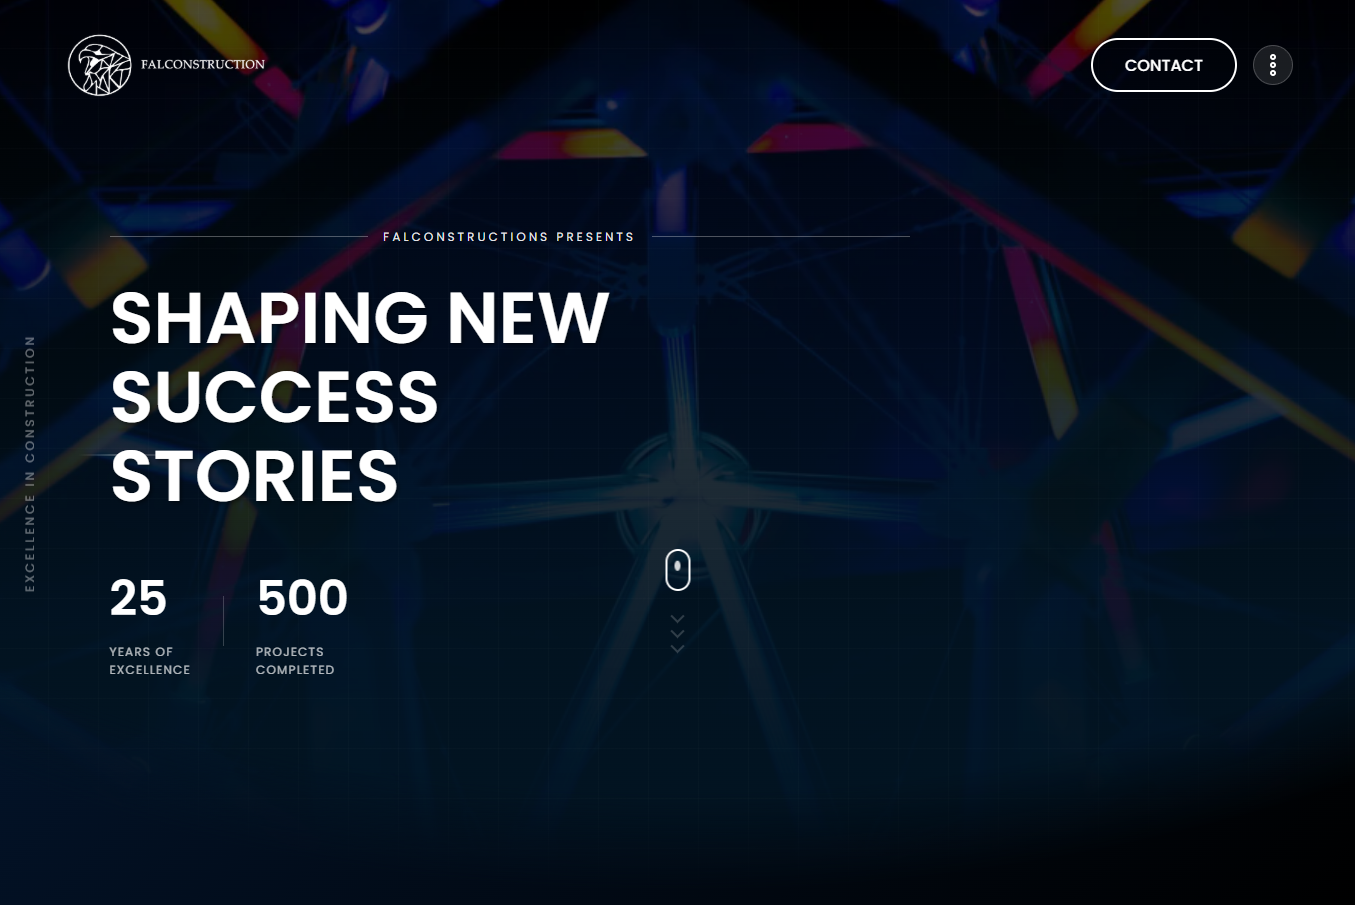 FALCONSTRUCTION
CONTACT
FALCONSTRUCTIONS PRESENTS
SHAPING NEW
SUCCESS
STORIES
EXCELLENCE IN CONSTRUCTION
25
YEARS OF
EXCELLENCE
500
PROJECTS
COMPLETED